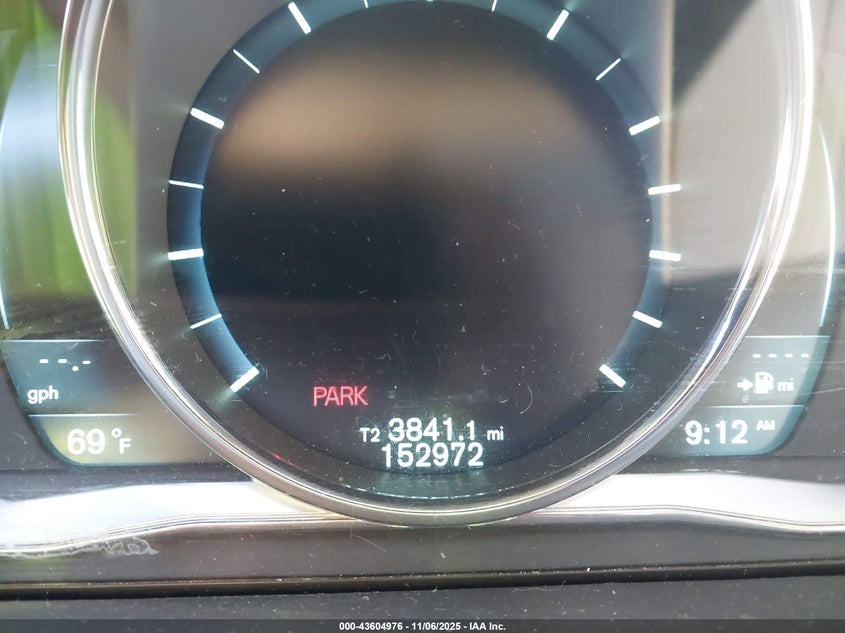 --.-
gph
69°F
PARK
T2 3841.1 mi
152972
----
mi
9:12 AM
000-43604976 - 11/06/2025 - IAA Inc.